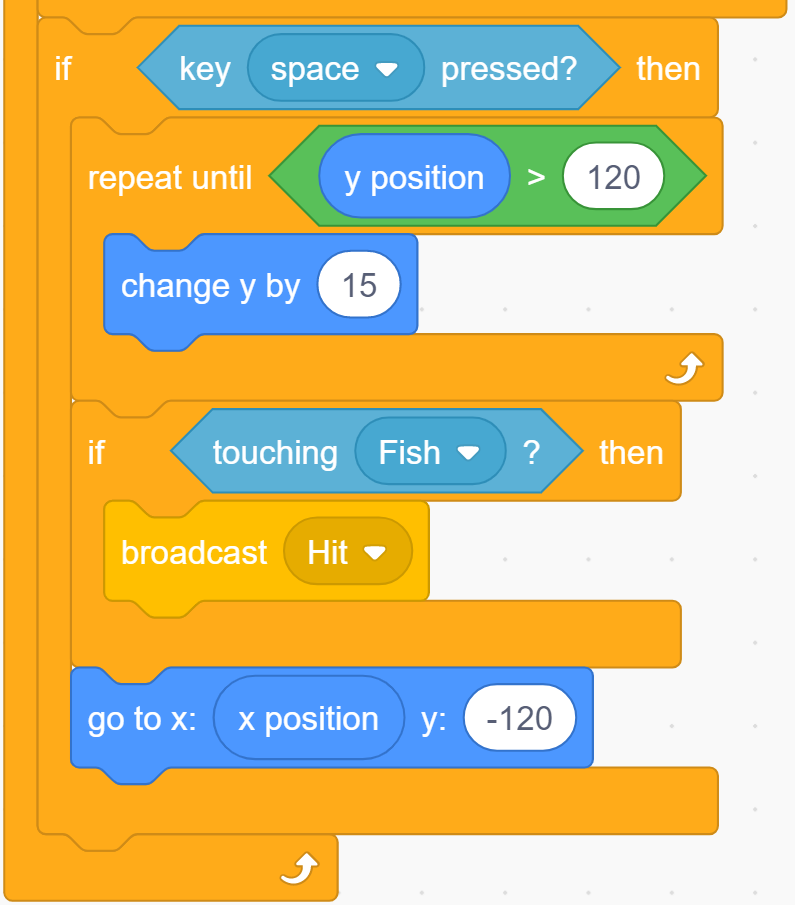 if key space pressed? then
repeat until y position > 120
change y by 15
if touching Fish ? then
broadcast Hit
go to x: x position y: -120